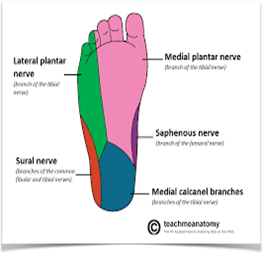 Lateral plantar
nerve
(branch of the tibial
nerve)
Medial plantar nerve
(branch of the tibial nerve)
Saphenous nerve
(branch of the femoral nerve)
Sural nerve
(branches of the common
fibular and tibial nerves)
Medial calcanel branches
(branches of the tibial nerve)
© teachmeanatomy